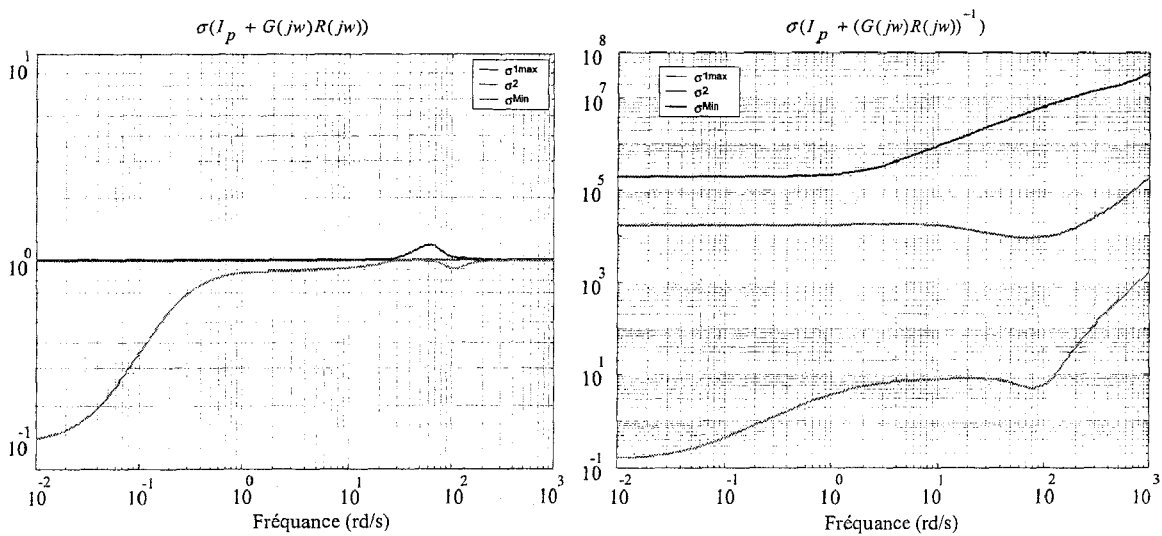 σ(I_p + G(jw)R(jw))
10^1
10^0
10^-1
σ1max
σ2
σMin
10^-2 10^-1 10^0 10^1 10^2 10^3
Fréquance (rd/s)
σ(I_p + (G(jw)R(jw))^-1)
10^8
10^7
10^5
10^3
10^1
10^-1
σ1max
σ2
σMin
10^-2 10^-1 10^0 10^1 10^2 10^3
Fréquance (rd/s)